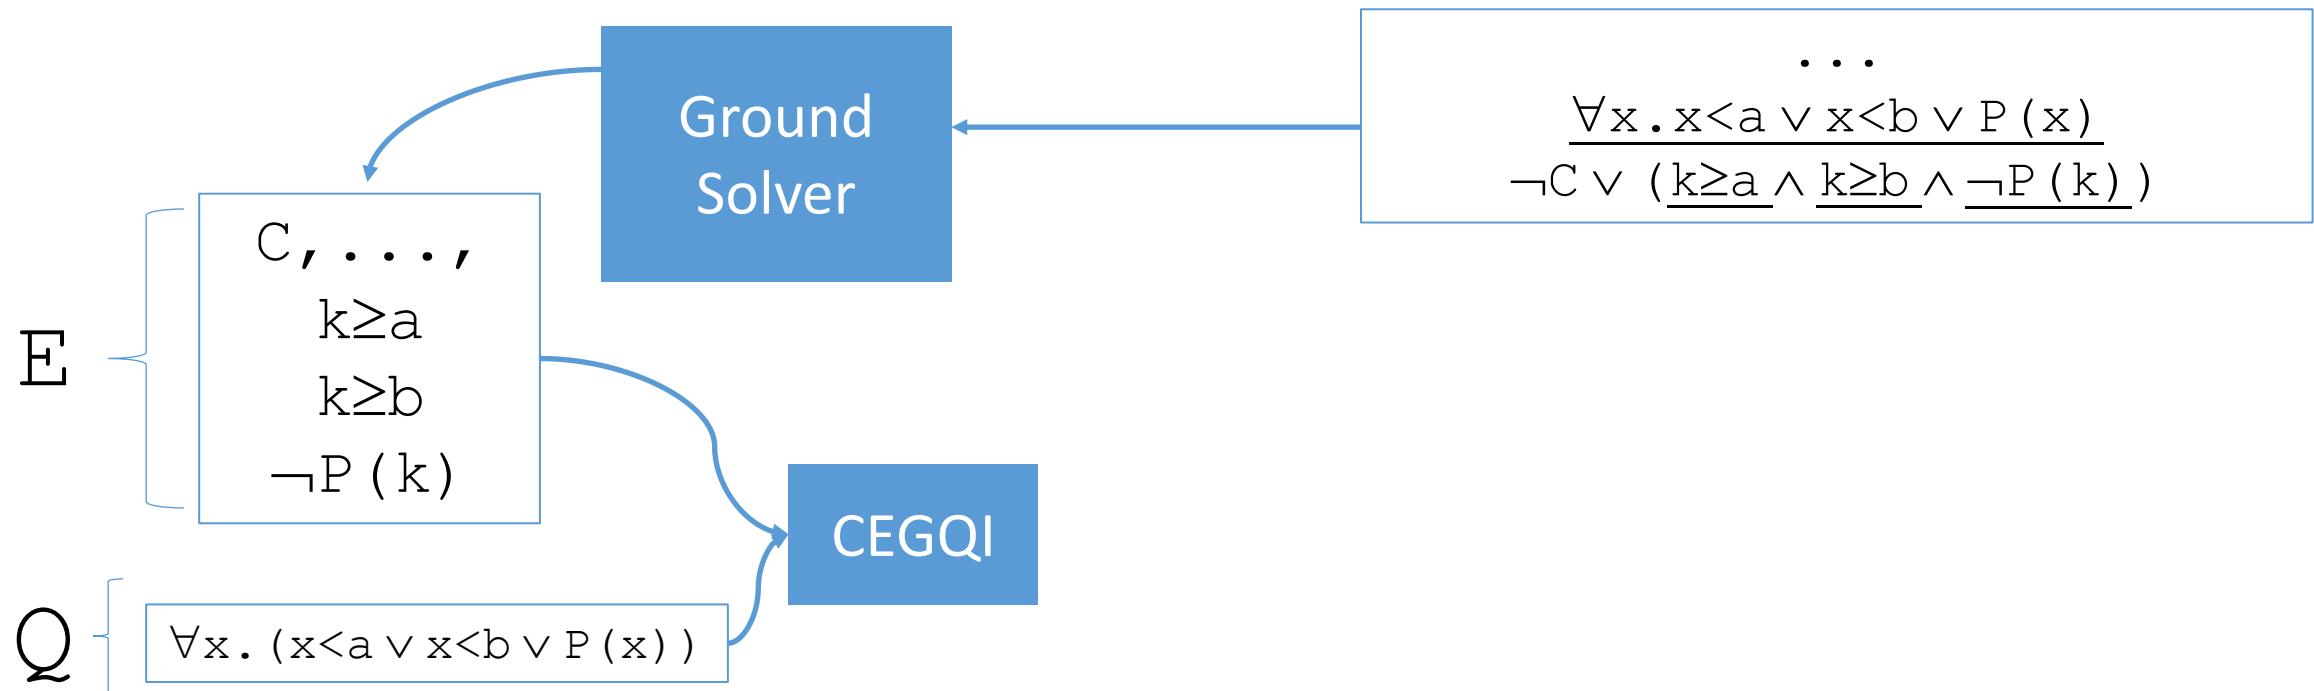 ...
∀x.x<a ∨ x<b ∨ P(x)
¬C ∨ (k≥a ∧ k≥b ∧ ¬P(k))
Ground
Solver
C,...,
k≥a
k≥b
¬P(k)
E
CEGQI
Q
∀x.(x<a ∨ x<b ∨ P(x))